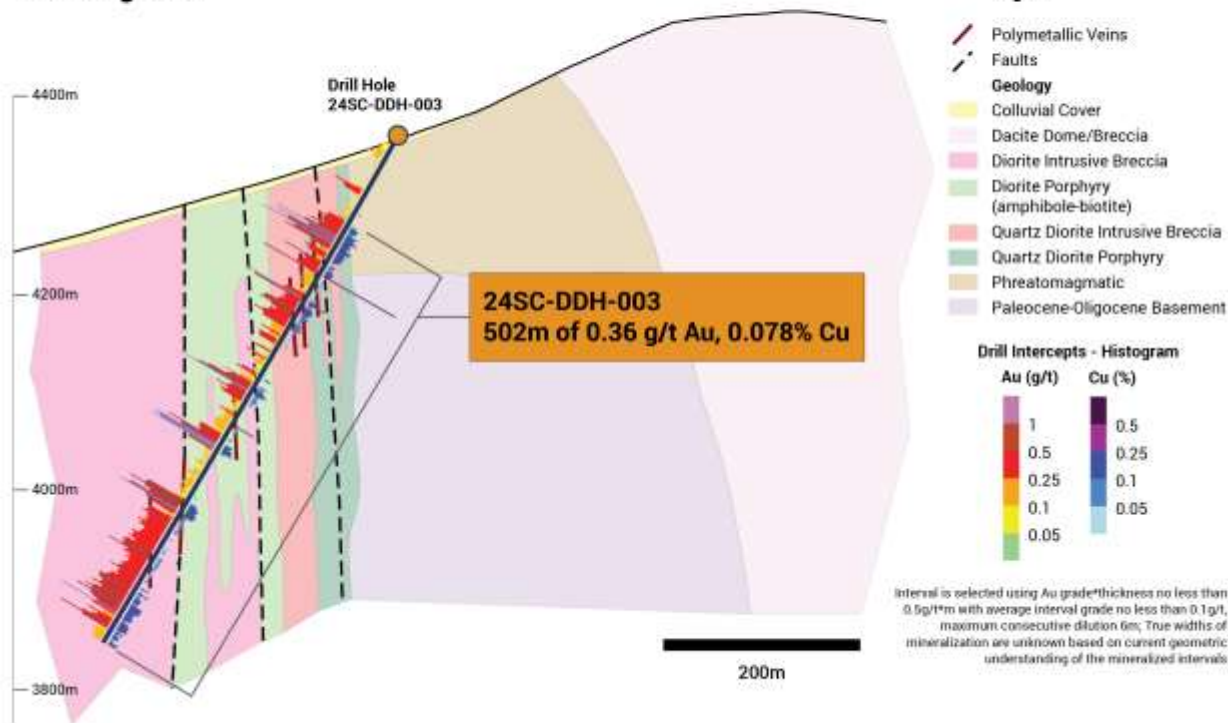 4400m
4200m
4000m
3800m
Drill Hole
24SC-DDH-003
24SC-DDH-003
502m of 0.36 g/t Au, 0.078% Cu
200m
Polymetallic Veins
Faults
Geology
Colluvial Cover
Dacite Dome/Breccia
Diorite Intrusive Breccia
Diorite Porphyry
(amphibole-biotite)
Quartz Diorite Intrusive Breccia
Quartz Diorite Porphyry
Phreatomagmatic
Paleocene-Oligocene Basement
Drill Intercepts - Histogram
Au (g/t) Cu (%)
1 0.5
0.5 0.25
0.25 0.1
0.1 0.05
0.05
Interval is selected using Au grade*thickness no less than
0.5g/t*m with average interval grade no less than 0.1g/t,
maximum consecutive dilution 6m; True widths of
mineralization are unknown based on current geometric
understanding of the mineralized intervals